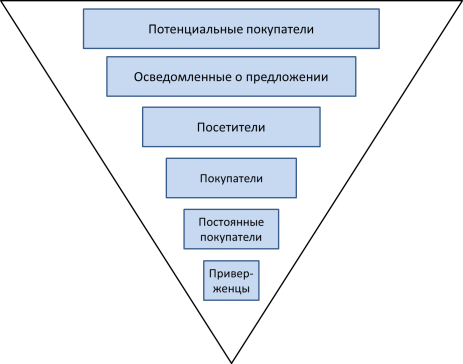 Потенциальные покупатели
Осведомленные о предложении
Посетители
Покупатели
Постоянные
покупатели
Привер-
женцы